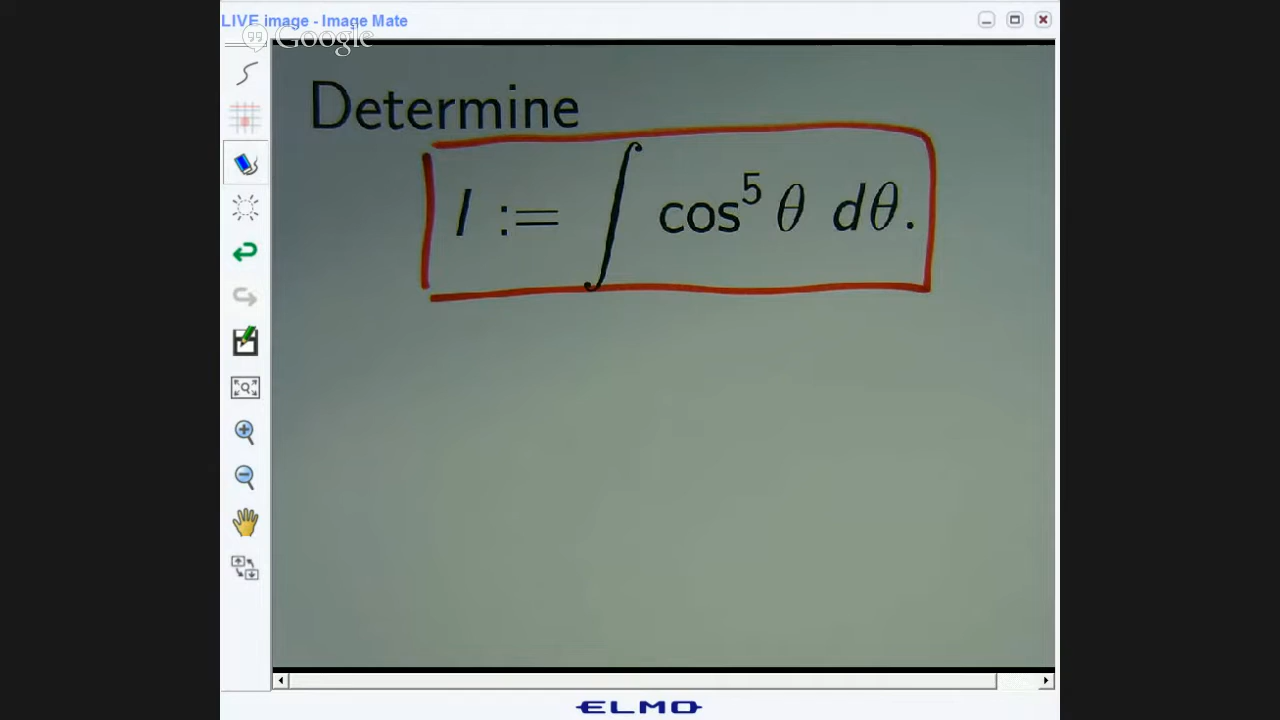 LIVE image - Image Mate
Google
Determine
I := ∫ cos⁵ θ dθ.
ELMO